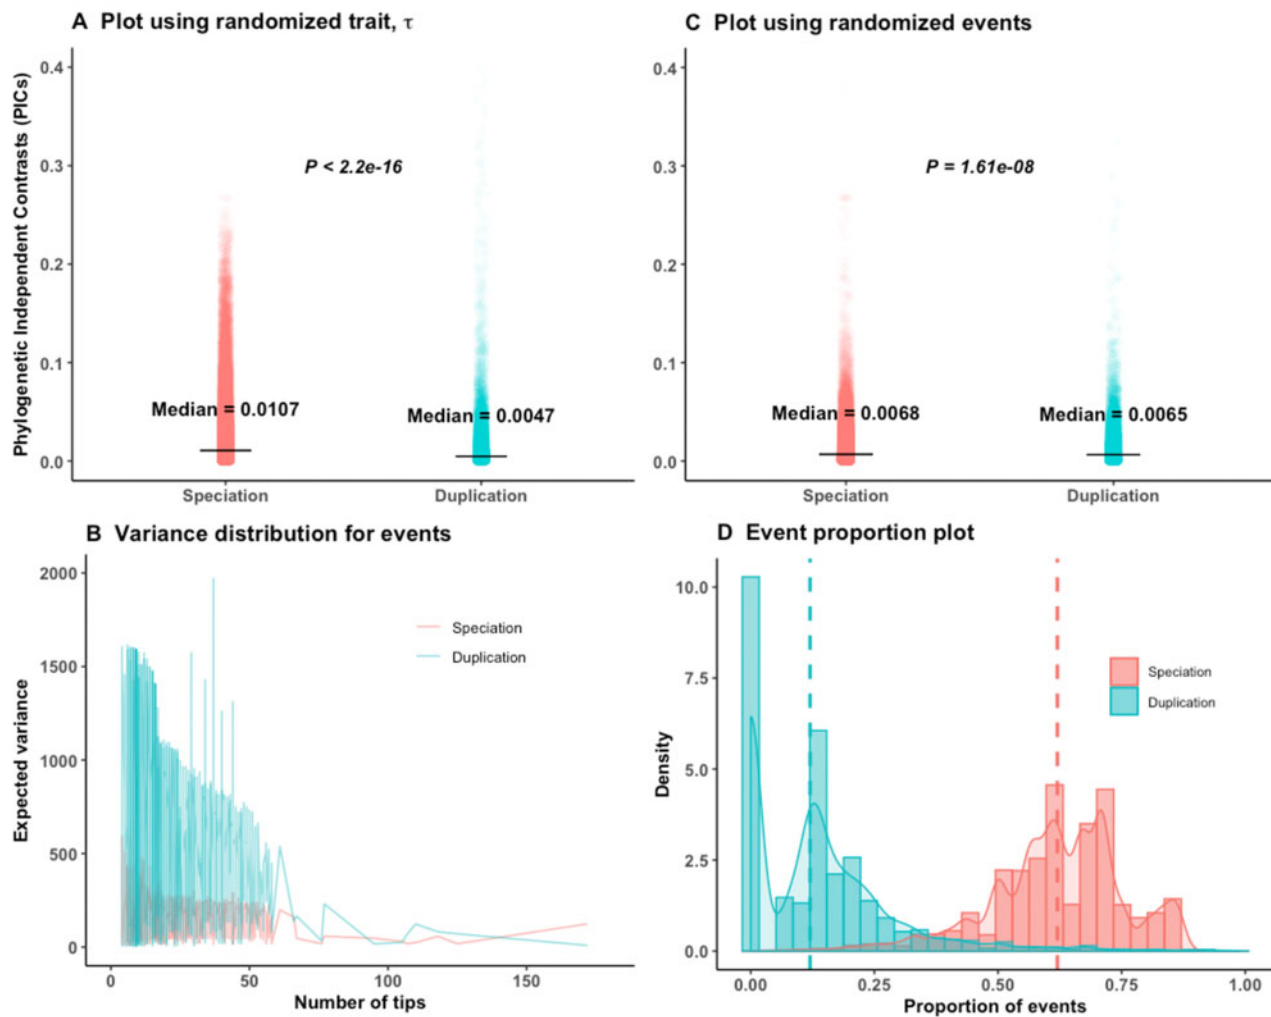 A Plot using randomized trait, τ
Phylogenetic Independent Contrasts (PICs)
0.4
0.3
0.2
0.1
0.0
P < 2.2e-16
Median = 0.0107
Median = 0.0047
Speciation
Duplication
C Plot using randomized events
0.4
0.3
0.2
0.1
0.0
P = 1.61e-08
Median = 0.0068
Median = 0.0065
Speciation
Duplication
B Variance distribution for events
Expected variance
2000
1500
1000
500
0
Speciation
Duplication
0
50
100
150
Number of tips
D Event proportion plot
Density
10.0
7.5
5.0
2.5
0.0
Speciation
Duplication
0.00
0.25
0.50
0.75
1.00
Proportion of events